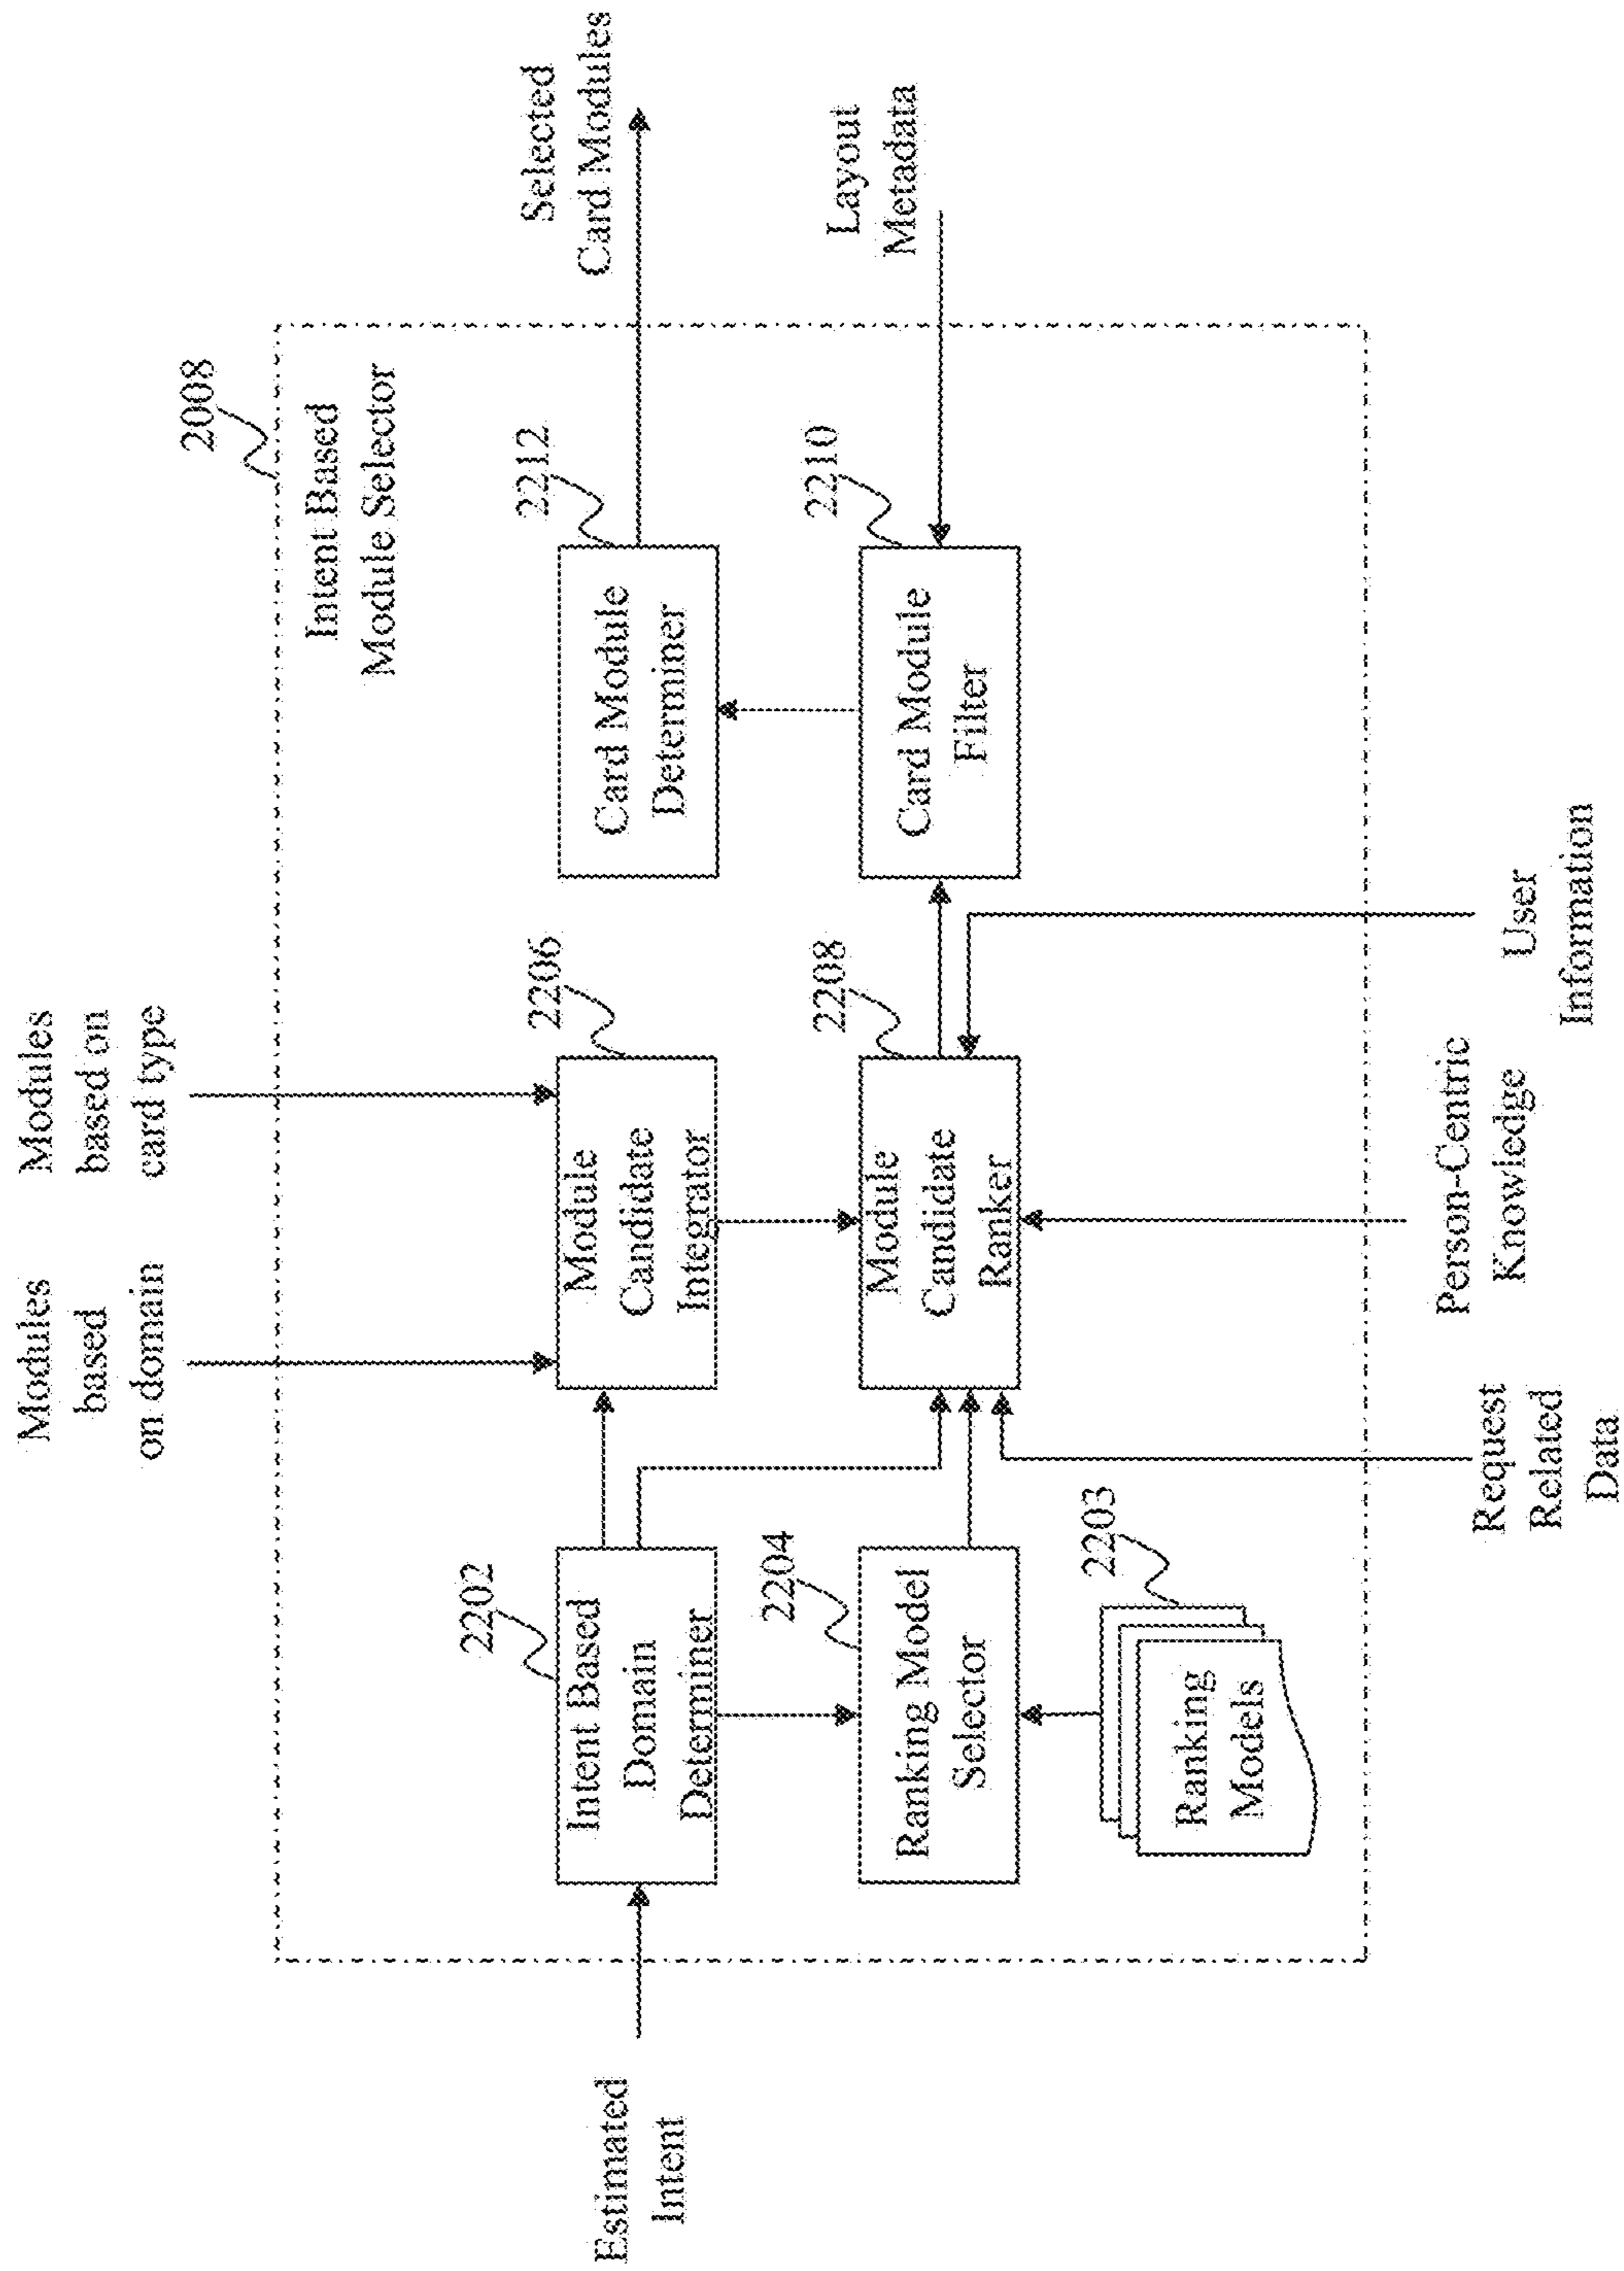 Modules
based
on domain
Modules
based on
card type
2008
Intent Based
Module Selector
Estimated
Intent
2202
Intent Based
Domain
Determiner
2206
Module
Candidate
Integrator
2212
Card Module
Determiner
Selected
Card Modules
2204
Ranking Model
Selector
2208
Module
Candidate
Ranker
2210
Card Module
Filter
Layout
Metadata
2203
Ranking
Models
Request
Related
Data
Person-Centric
Knowledge
User
Information